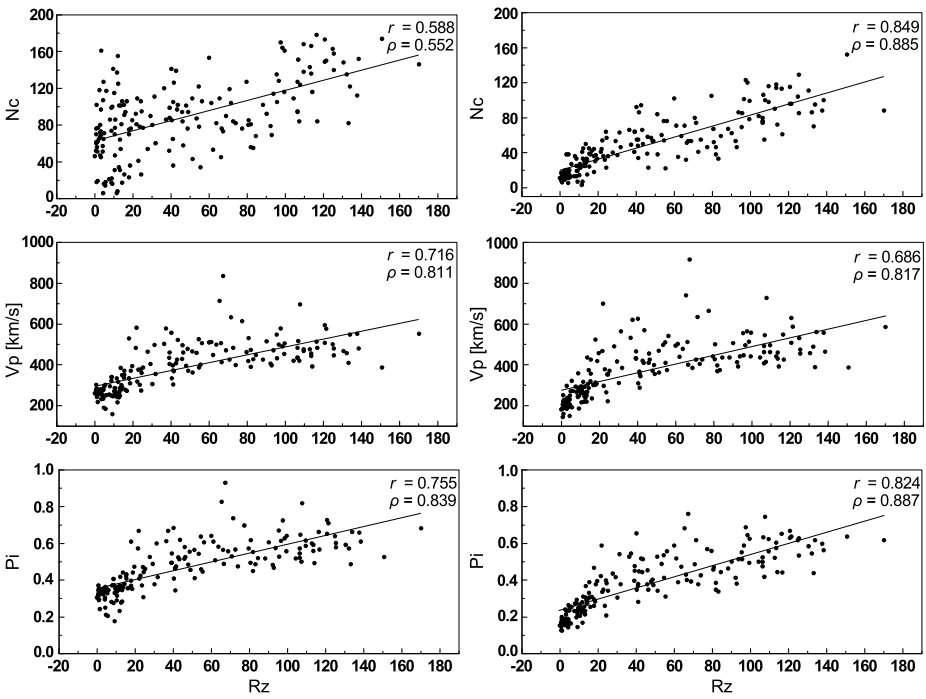 200
160
120
80
40
0
Nc
r = 0.588
ρ = 0.552
-20 0 20 40 60 80 100 120 140 160 180
200
160
120
80
40
0
Nc
r = 0.849
ρ = 0.885
-20 0 20 40 60 80 100 120 140 160 180
1000
800
600
400
200
Vp [km/s]
r = 0.716
ρ = 0.811
-20 0 20 40 60 80 100 120 140 160 180
1000
800
600
400
200
Vp [km/s]
r = 0.686
ρ = 0.817
-20 0 20 40 60 80 100 120 140 160 180
1.0
0.8
0.6
0.4
0.2
0.0
Pi
r = 0.755
ρ = 0.839
-20 0 20 40 60 80 100 120 140 160 180
Rz
1.0
0.8
0.6
0.4
0.2
0.0
Pi
r = 0.824
ρ = 0.887
-20 0 20 40 60 80 100 120 140 160 180
Rz